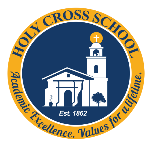 HOLY CROSS SCHOOL
Est. 1862
Academic Excellence. Values for a lifetime.